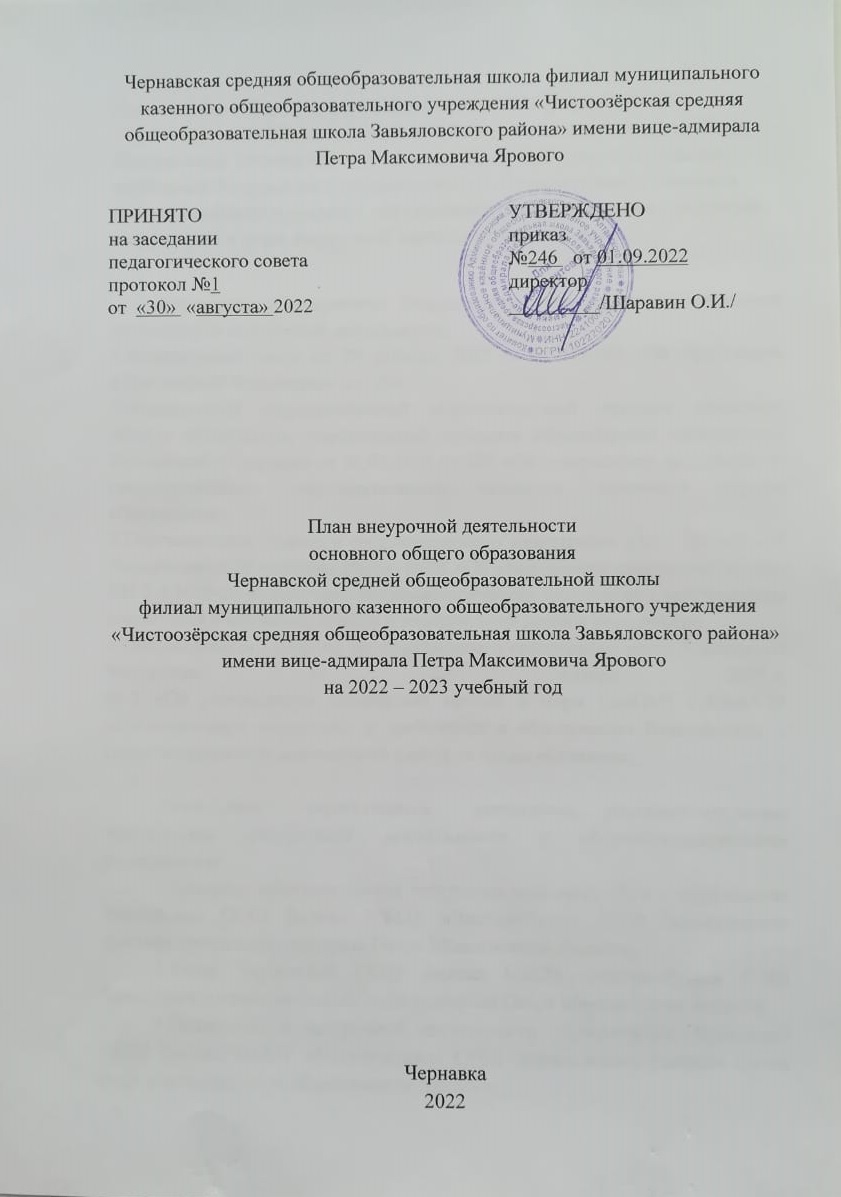 Чернавская средняя общеобразовательная школа филиал муниципального
казенного общеобразовательного учреждения «Чистоозёрская средняя
общеобразовательная школа Завьяловского района» имени вице-адмирала
Петра Максимовича Ярового
ПРИНЯТО
на заседании
педагогического совета
протокол №1
от «30» «августа» 2022
УТВЕРЖДЕНО
приказ
№246 от 01.09.2022
директор
/Шаравин О.И./
План внеурочной деятельности
основного общего образования
Чернавской средней общеобразовательной школы
филиал муниципального казенного общеобразовательного учреждения
«Чистоозёрская средняя общеобразовательная школа Завьяловского района»
имени вице-адмирала Петра Максимовича Ярового
на 2022 – 2023 учебный год
Чернавка
2022